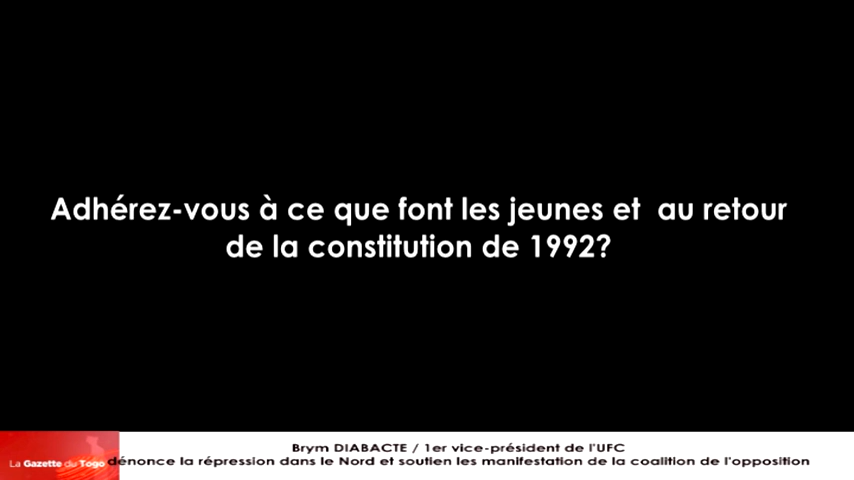 Adhérez-vous à ce que font les jeunes et au retour
de la constitution de 1992?
Brym DIABACTE / 1er vice-président de l'UFC
La Gazette du Togo
dénonce la répression dans le Nord et soutien les manifestation de la coalition de l'opposition